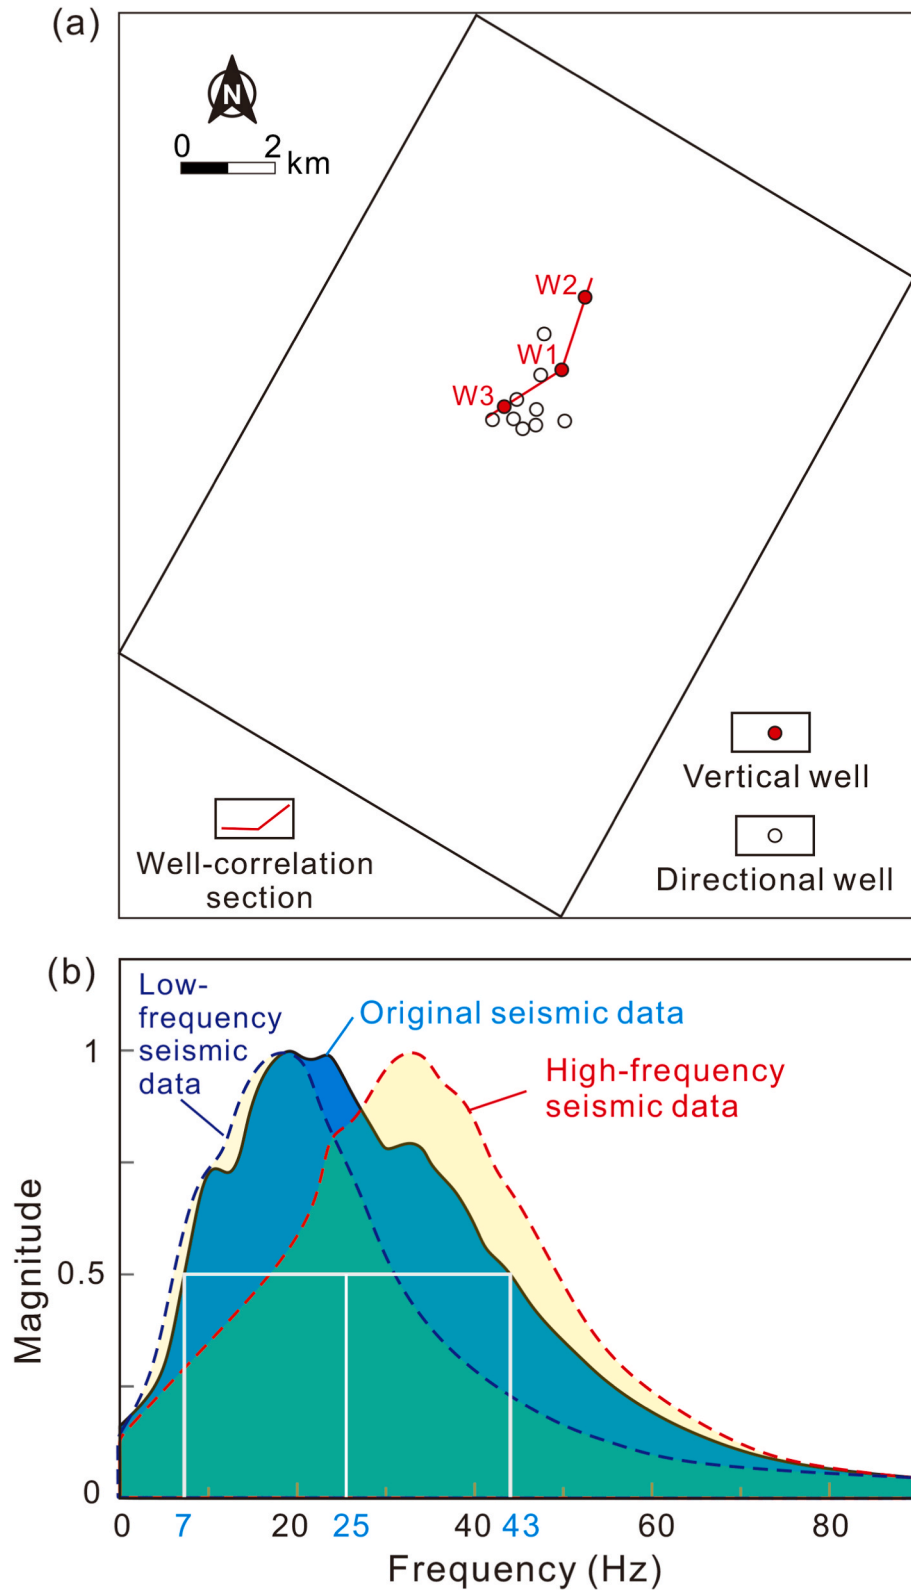 (a)
N
0 2
km
W2
W1
W3
Vertical well
Well-correlation
section
Directional well
(b)
Low-
frequency
seismic
data
Original seismic data
High-frequency
seismic data
1
0.5
0
Magnitude
0 7 20 25 40 43 60 80
Frequency (Hz)